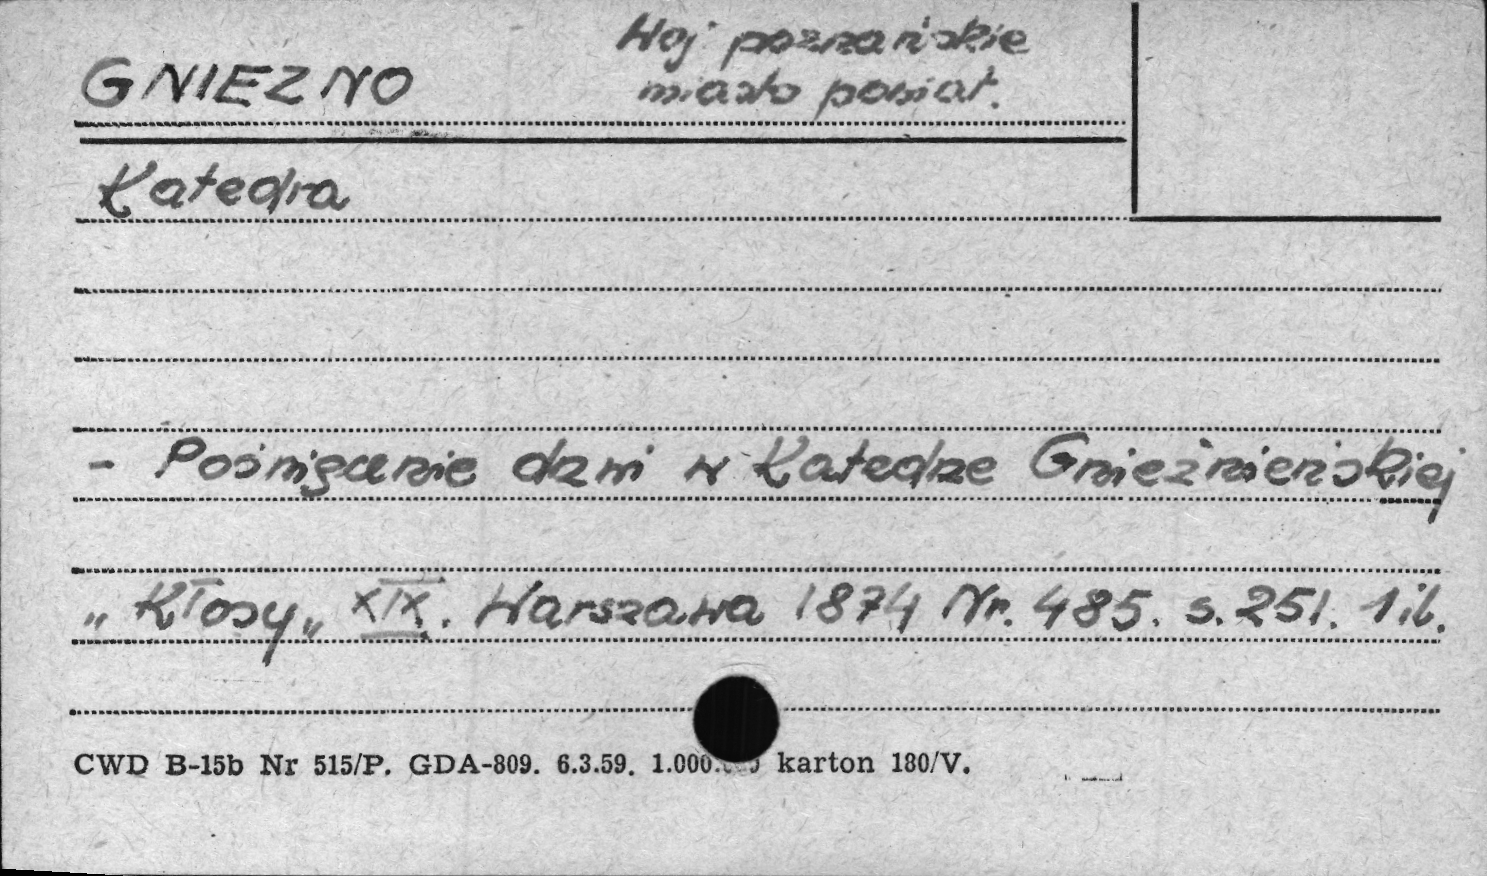 Woj. poznańskie
GNIEZNO
miasto powiat.
Katedra
- Poświęcenie drzwi w Katedrze Gnieźnieńskiej
„Kłosy„ XIX. Warszawa 1874 Nr. 485. s. 251. 1 il.
CWD B-15b Nr 515/P. GDA-809. 6.3.59. 1.000. karton 180/V.